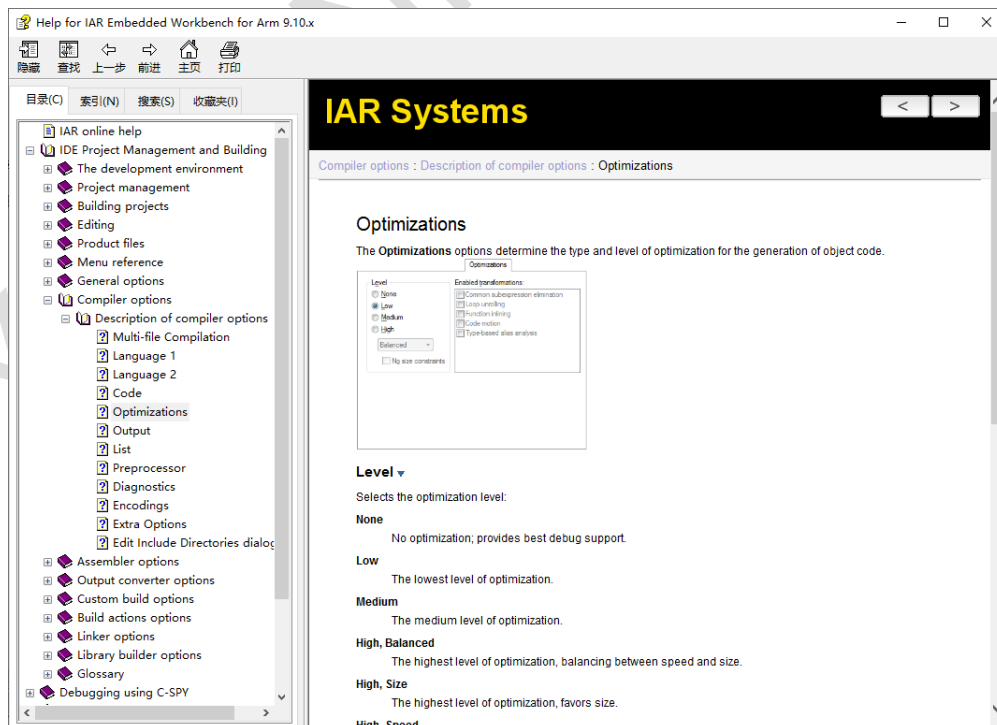 Help for IAR Embedded Workbench for Arm 9.10.x
隐藏 查找 上一步 前进 主页 打印
目录(C) 索引(N) 搜索(S) 收藏夹(I)
IAR online help
IDE Project Management and Building
The development environment
Project management
Building projects
Editing
Product files
Menu reference
General options
Compiler options
Description of compiler options
Multi-file Compilation
Language 1
Language 2
Code
Optimizations
Output
List
Preprocessor
Diagnostics
Encodings
Extra Options
Edit Include Directories dialog
Assembler options
Output converter options
Custom build options
Build actions options
Linker options
Library builder options
Glossary
Debugging using C-SPY
IAR Systems
< >
Compiler options : Description of compiler options : Optimizations
Optimizations
The Optimizations options determine the type and level of optimization for the generation of object code.
Optimizations
Level
None
Low
Medium
High
Balanced
No size constraints
Enabled transformations:
Common subexpression elimination
Loop unrolling
Function inlining
Code motion
Type-based alias analysis
Level
Selects the optimization level:
None
No optimization; provides best debug support.
Low
The lowest level of optimization.
Medium
The medium level of optimization.
High, Balanced
The highest level of optimization, balancing between speed and size.
High, Size
The highest level of optimization, favors size.
High, Speed